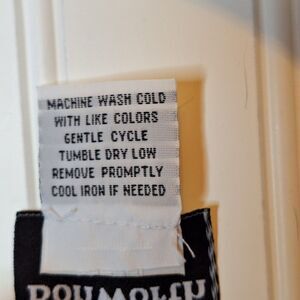 MACHINE WASH COLD
WITH LIKE COLORS
GENTLE CYCLE
TUMBLE DRY LOW
REMOVE PROMPTLY
COOL IRON IF NEEDED